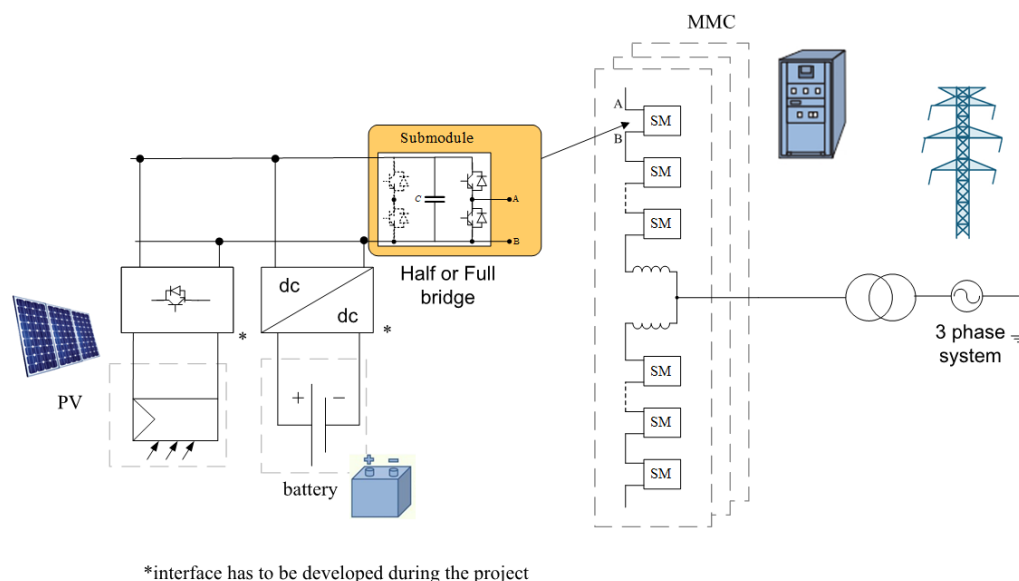 MMC
Submodule
A
SM
B
SM
C
A
B
SM
Half or Full
bridge
dc
dc
*
*
3 phase
system
PV
+
−
SM
SM
SM
+ -
battery
*interface has to be developed during the project